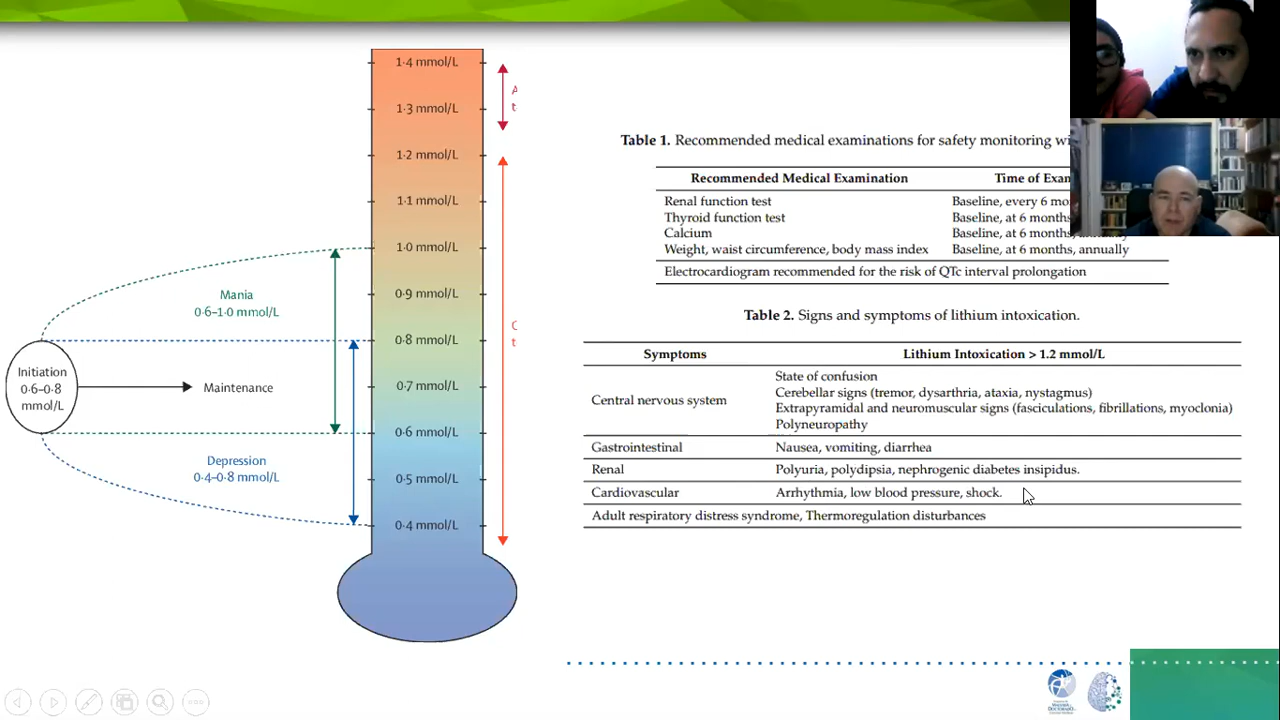 1·4 mmol/L
1·3 mmol/L
1·2 mmol/L
1·1 mmol/L
1·0 mmol/L
0·9 mmol/L
0·8 mmol/L
0·7 mmol/L
0·6 mmol/L
0·5 mmol/L
0·4 mmol/L
Mania
0·6–1·0 mmol/L
Initiation
0·6–0·8
mmol/L
Maintenance
Depression
0·4–0·8 mmol/L
Table 1. Recommended medical examinations for safety monitoring
Recommended Medical Examination Time of
Renal function test Baseline, every 6
Thyroid function test Baseline, at 6 months,
Calcium Baseline, at 6 months, annually
Weight, waist circumference, body mass index Baseline, at 6 months, annually
Electrocardiogram recommended for the risk of QTc interval prolongation
Table 2. Signs and symptoms of lithium intoxication.
Symptoms Lithium Intoxication > 1.2 mmol/L
Central nervous system
State of confusion
Cerebellar signs (tremor, dysarthria, ataxia, nystagmus)
Extrapyramidal and neuromuscular signs (fasciculations, fibrillations, myoclonia)
Polyneuropathy
Gastrointestinal Nausea, vomiting, diarrhea
Renal Polyuria, polydipsia, nephrogenic diabetes insipidus.
Cardiovascular Arrhythmia, low blood pressure, shock.
Adult respiratory distress syndrome, Thermoregulation disturbances